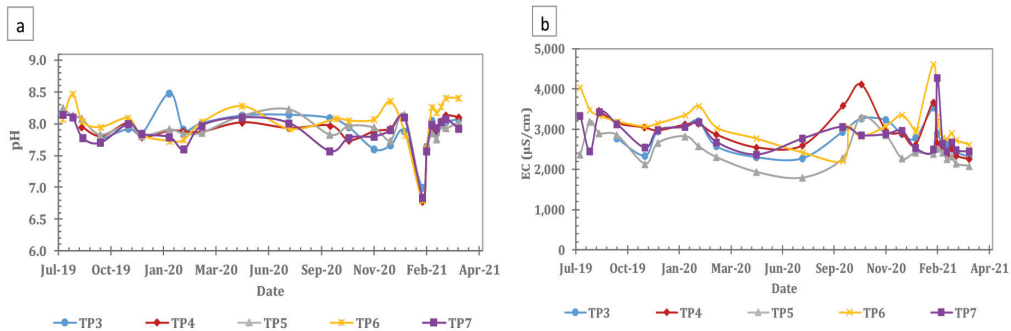 a
9.0
8.5
8.0
7.5
7.0
6.5
6.0
pH
Jul-19 Oct-19 Jan-20 Mar-20 Jun-20 Sep-20 Nov-20 Feb-21 Apr-21
Date
TP3 TP4 TP5 TP6 TP7
b
5,000
4,000
3,000
2,000
1,000
0
EC (µS/cm)
Jul-19 Oct-19 Jan-20 Mar-20 Jun-20 Sep-20 Nov-20 Feb-21 Apr-21
Date
TP3 TP4 TP5 TP6 TP7